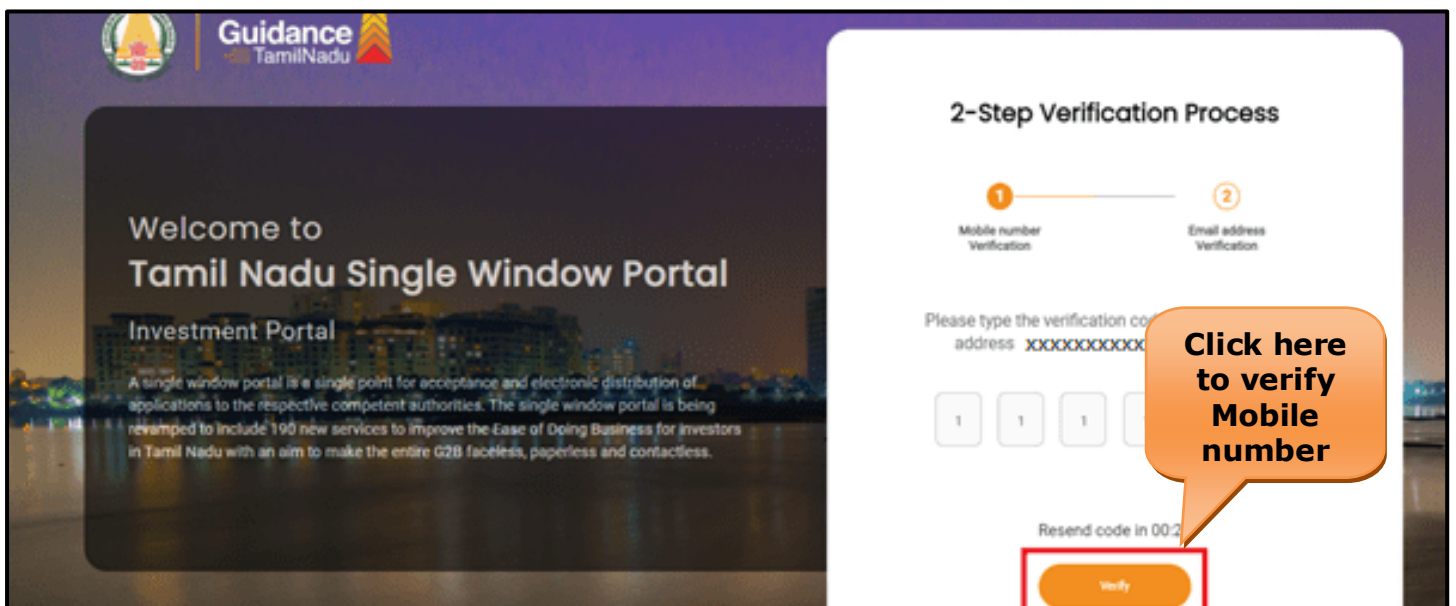 Guidance
TamilNadu
Welcome to
Tamil Nadu Single Window Portal
Investment Portal
A single window portal is a single point for acceptance and electronic distribution of
applications to the respective competent authorities. The single window portal is being
revamped to include 190 new services to improve the Ease of Doing Business for investors
in Tamil Nadu with an aim to make the entire G2B faceless, paperless and contactless.
2-Step Verification Process
1
2
Mobile number
Verification
Email address
Verification
Please type the verification
address xxxxxxxxxxx
1 1 1
Resend code in
Verify
Click here
to verify
Mobile
number